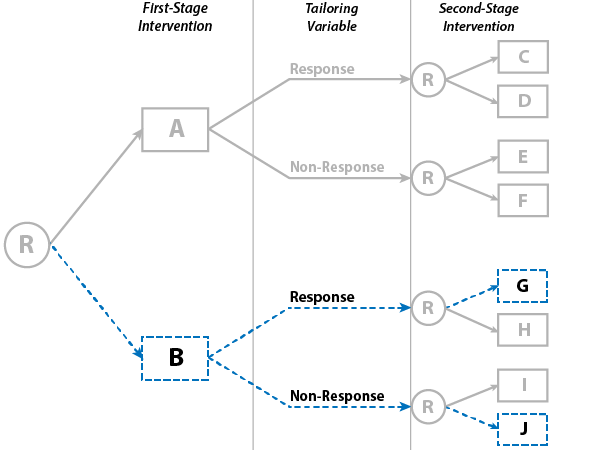 First-Stage
Intervention
Tailoring
Variable
Second-Stage
Intervention
R
A
Response
R
C
D
Non-Response
R
E
F
B
Response
R
G
H
Non-Response
R
I
J